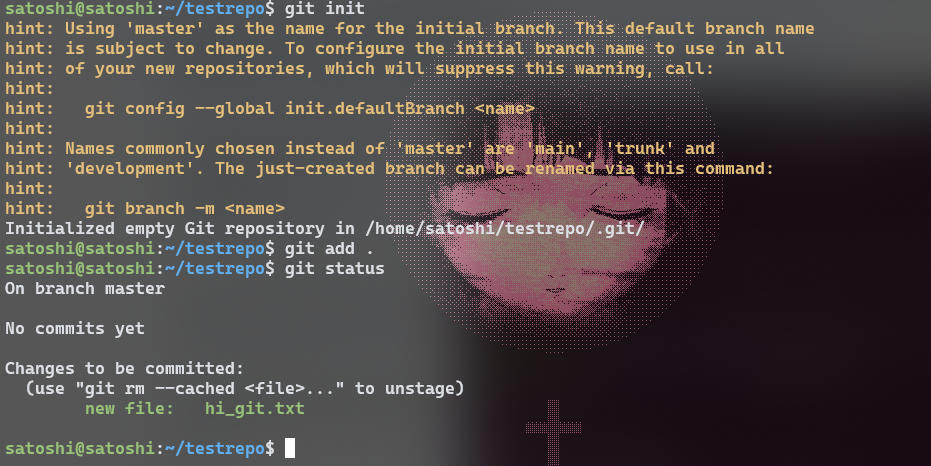 satoshi@satoshi:~/testrepo$ git init
hint: Using 'master' as the name for the initial branch. This default branch name
hint: is subject to change. To configure the initial branch name to use in all
hint: of your new repositories, which will suppress this warning, call:
hint:
hint:   git config --global init.defaultBranch <name>
hint:
hint: Names commonly chosen instead of 'master' are 'main', 'trunk' and
hint: 'development'. The just-created branch can be renamed via this command:
hint:
hint:   git branch -m <name>
Initialized empty Git repository in /home/satoshi/testrepo/.git/
satoshi@satoshi:~/testrepo$ git add .
satoshi@satoshi:~/testrepo$ git status
On branch master

No commits yet

Changes to be committed:
  (use "git rm --cached <file>..." to unstage)
        new file:   hi_git.txt

satoshi@satoshi:~/testrepo$